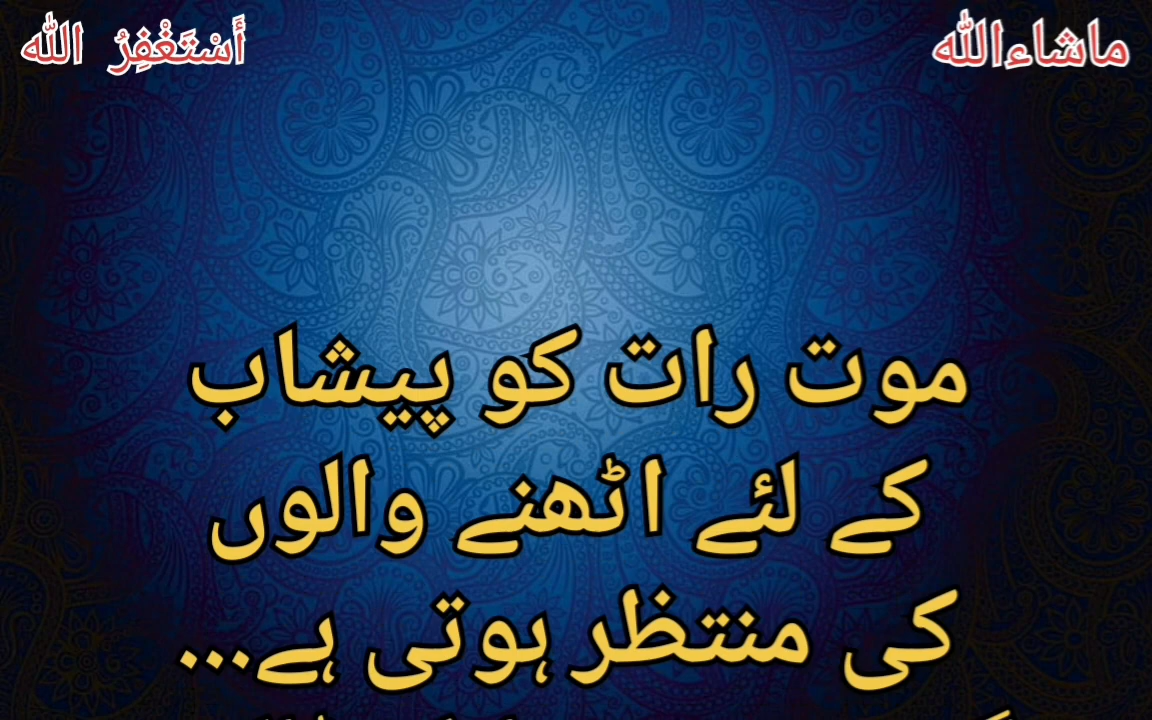 ماشاءاللہ أَسْتَغْفِرُ اللہ
موت رات کو پیشاب
کے لئے اٹھنے والوں
کی منتظر ہوتی ہے...